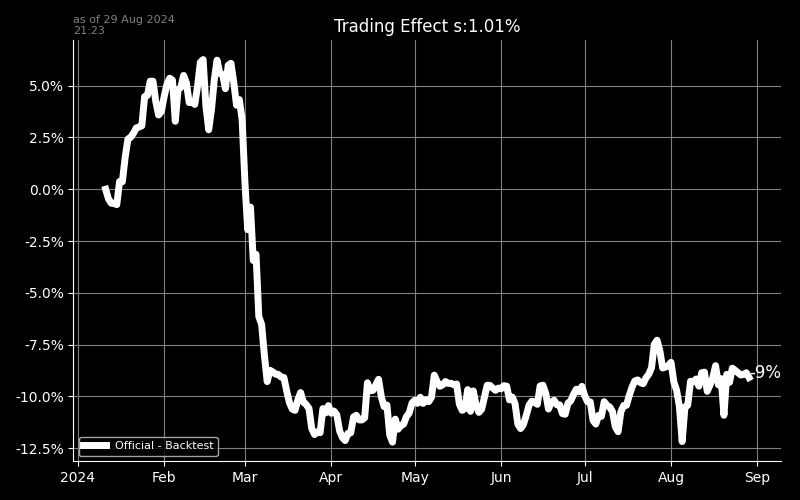 as of 29 Aug 2024
21:23
Trading Effect s:1.01%
5.0%
2.5%
0.0%
-2.5%
-5.0%
-7.5%
-10.0%
-12.5%
-9%
Official - Backtest
2024 Feb Mar Apr May Jun Jul Aug Sep